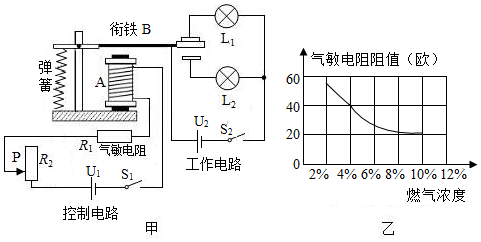 衔铁 B
L₁
弹簧
A
L₂
U₂ S₂
R₁ 气敏电阻
工作电路
P R₂
U₁ S₁
控制电路
甲
气敏电阻阻值（欧）
60
40
20
0
2% 4% 6% 8% 10% 12%
燃气浓度
乙